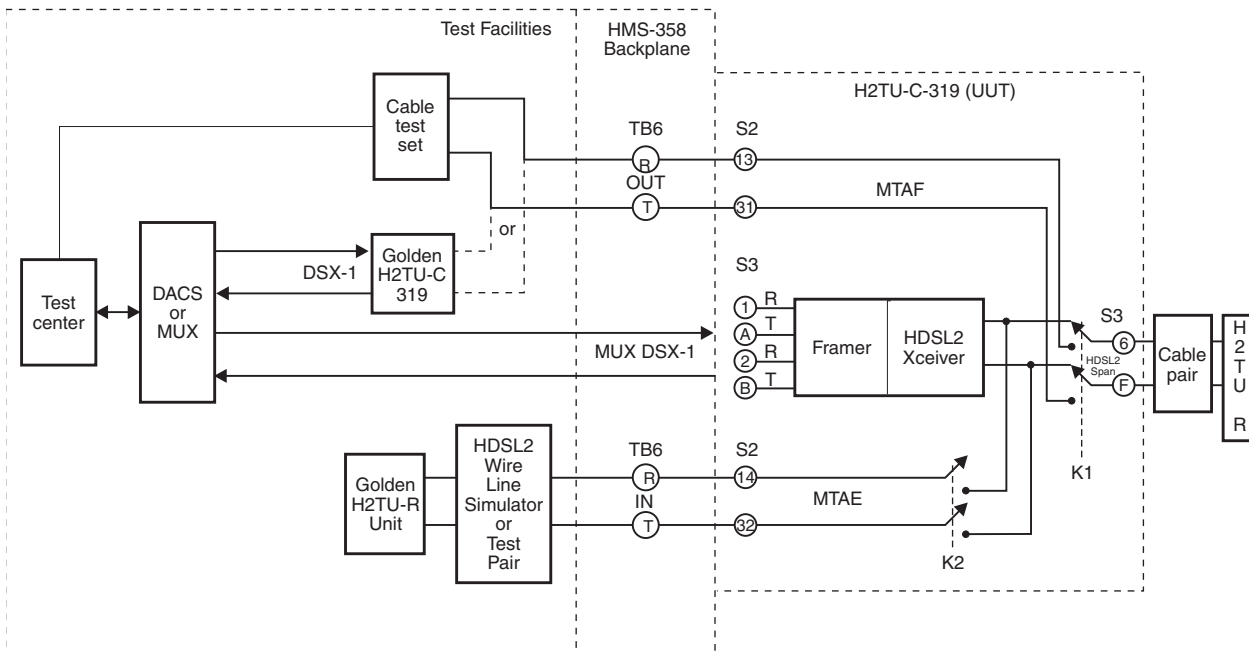 Test Facilities
HMS-358
Backplane
H2TU-C-319 (UUT)
Cable
test
set
TB6
R
OUT
T
S2
13
31
MTAF
or
Test
center
DACS
or
MUX
DSX-1
Golden
H2TU-C
319
MUX DSX-1
S3
1
R
A
T
2
R
B
T
Framer
HDSL2
Xceiver
S3
6
HDSL2
Span
F
Cable
pair
H
2
T
U
R
K1
Golden
H2TU-R
Unit
HDSL2
Wire
Line
Simulator
or
Test
Pair
TB6
R
IN
T
S2
14
32
MTAE
K2